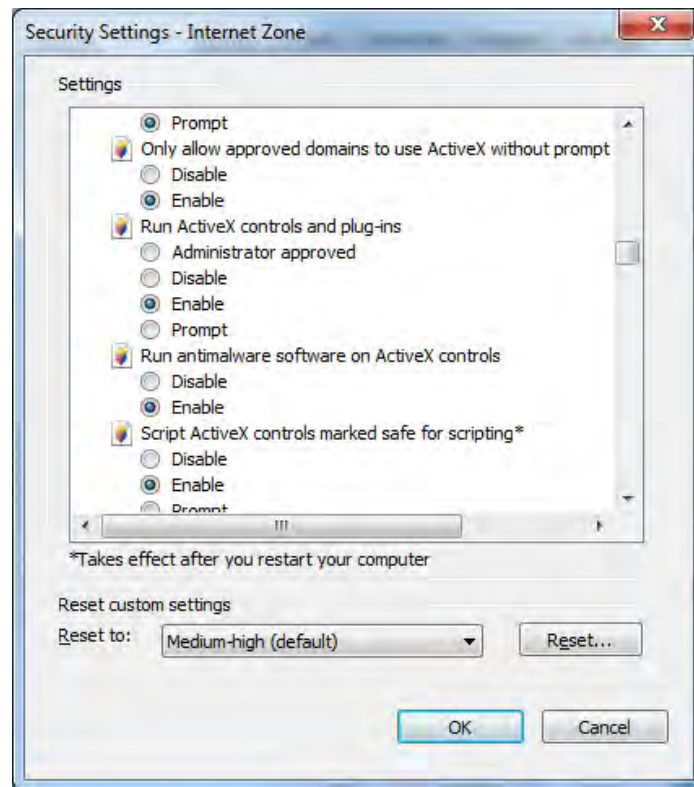 Security Settings - Internet Zone
Settings
Prompt
Only allow approved domains to use ActiveX without prompt
Disable
Enable
Run ActiveX controls and plug-ins
Administrator approved
Disable
Enable
Prompt
Run antimalware software on ActiveX controls
Disable
Enable
Script ActiveX controls marked safe for scripting*
Disable
Enable
Prompt
*Takes effect after you restart your computer
Reset custom settings
Reset to: Medium-high (default) Reset...
OK Cancel